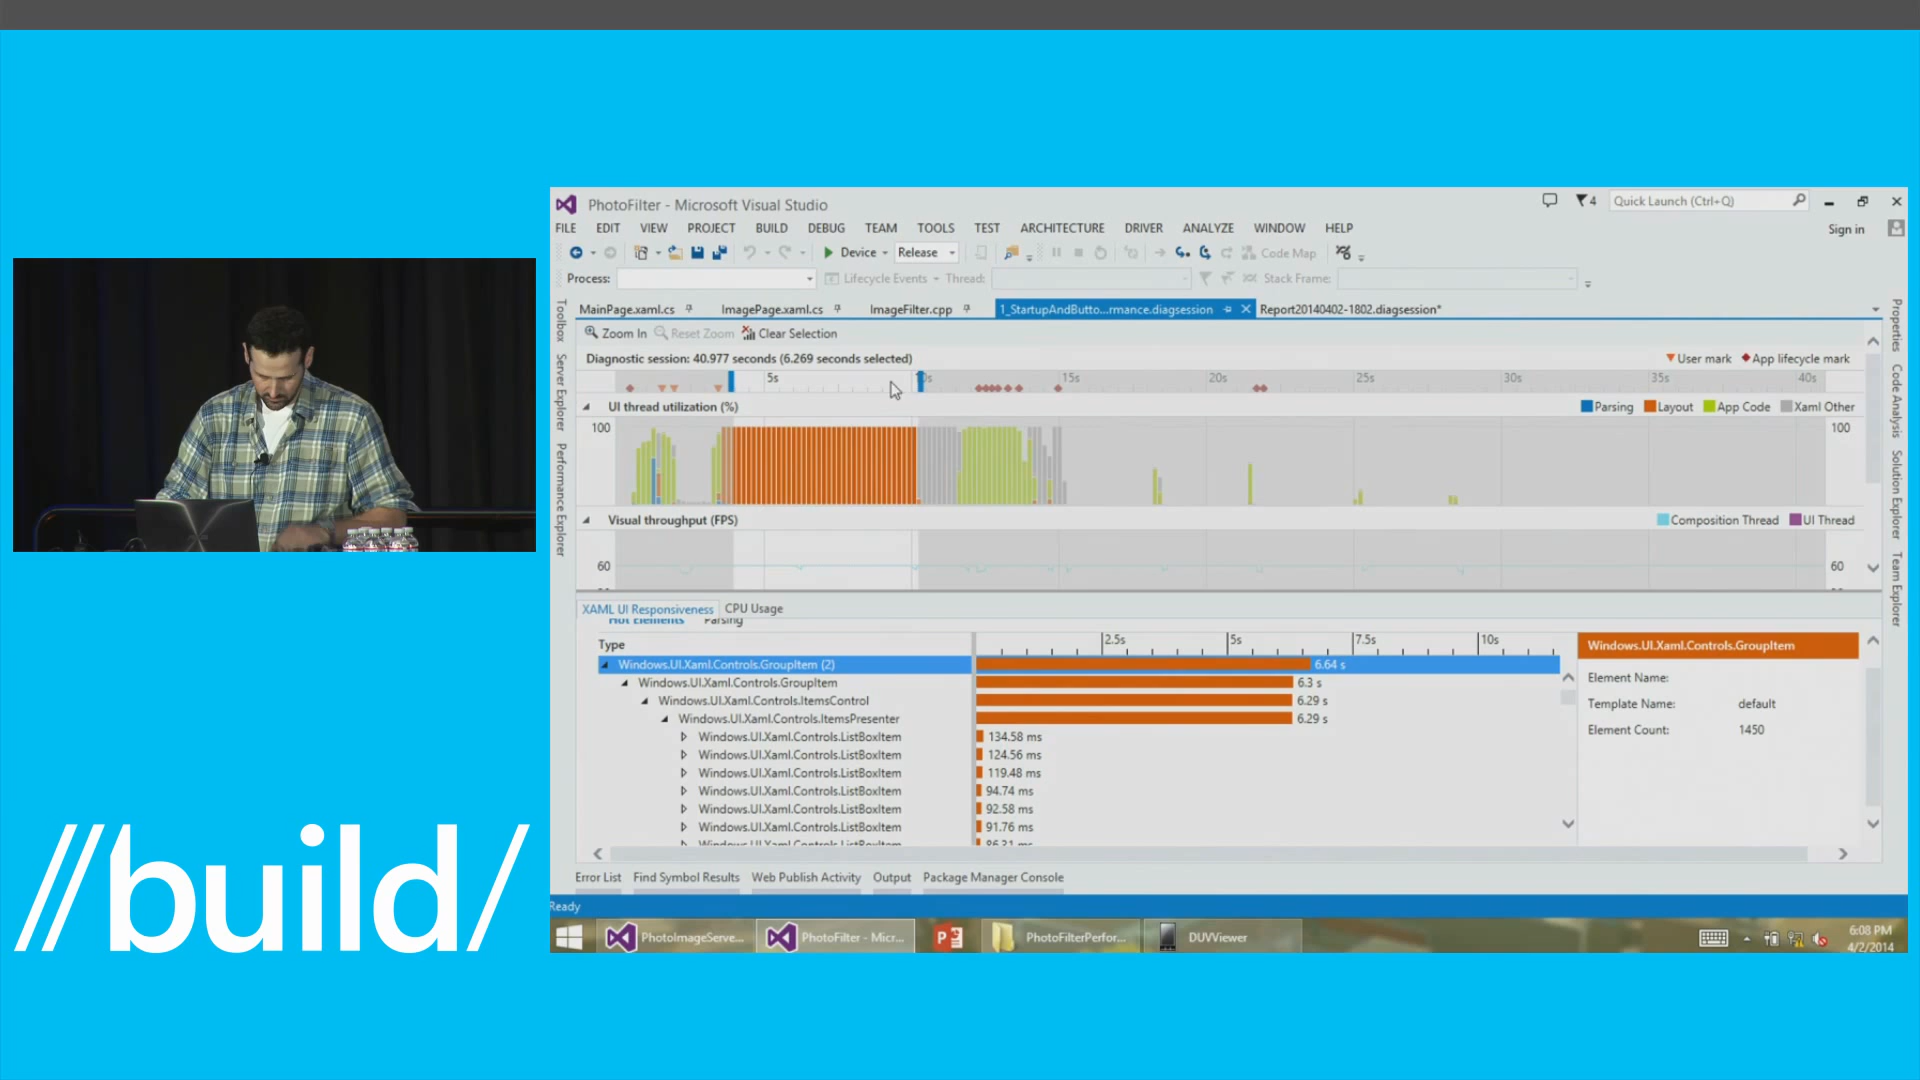 PhotoFilter - Microsoft Visual Studio
4
Quick Launch (Ctrl+Q)
FILE EDIT VIEW PROJECT BUILD DEBUG TEAM TOOLS TEST ARCHITECTURE DRIVER ANALYZE WINDOW HELP
Sign in
Device Release Code Map
Process: Lifecycle Events Thread: Stack Frame:
MainPage.xaml.cs ImagePage.xaml.cs ImageFilter.cpp 1_StartupAndButto...rmance.diagsession Report20140402-1802.diagsession*
Toolbox
Server Explorer
Performance Explorer
Properties
Code Analysis
Solution Explorer
Team Explorer
Zoom In Reset Zoom Clear Selection
Diagnostic session: 40.977 seconds (6.269 seconds selected)
User mark App lifecycle mark
5s 15s 20s 25s 30s 35s 40s
UI thread utilization (%)
Parsing Layout App Code Xaml Other
100 100
Visual throughput (FPS)
Composition Thread UI Thread
60 60
XAML UI Responsiveness CPU Usage
Hot Elements Parsing
Type 2.5s 5s 7.5s 10s
Windows.UI.Xaml.Controls.GroupItem (2) 6.64 s
Windows.UI.Xaml.Controls.GroupItem 6.3 s
Windows.UI.Xaml.Controls.ItemsControl 6.29 s
Windows.UI.Xaml.Controls.ItemsPresenter 6.29 s
Windows.UI.Xaml.Controls.ListBoxItem 134.58 ms
Windows.UI.Xaml.Controls.ListBoxItem 124.56 ms
Windows.UI.Xaml.Controls.ListBoxItem 119.48 ms
Windows.UI.Xaml.Controls.ListBoxItem 94.74 ms
Windows.UI.Xaml.Controls.ListBoxItem 92.58 ms
Windows.UI.Xaml.Controls.ListBoxItem 91.76 ms
Windows.UI.Xaml.Controls.ListBoxItem 86.31 ms
Windows.UI.Xaml.Controls.GroupItem
Element Name:
Template Name: default
Element Count: 1450
Error List Find Symbol Results Web Publish Activity Output Package Manager Console
Ready
PhotoImageServe... PhotoFilter - Micr... PhotoFilterPerfor... DUVViewer
6:08 PM
4/2/2014
//build/